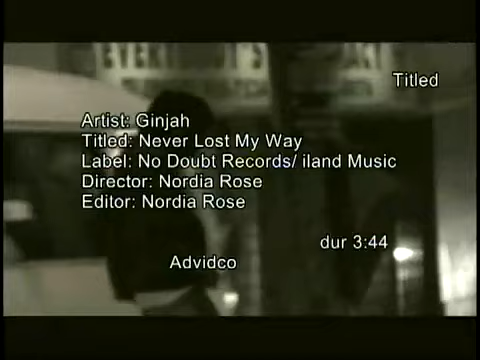 Titled
Artist: Ginjah
Titled: Never Lost My Way
Label: No Doubt Records/ iland Music
Director: Nordia Rose
Editor: Nordia Rose
dur 3:44
Advidco